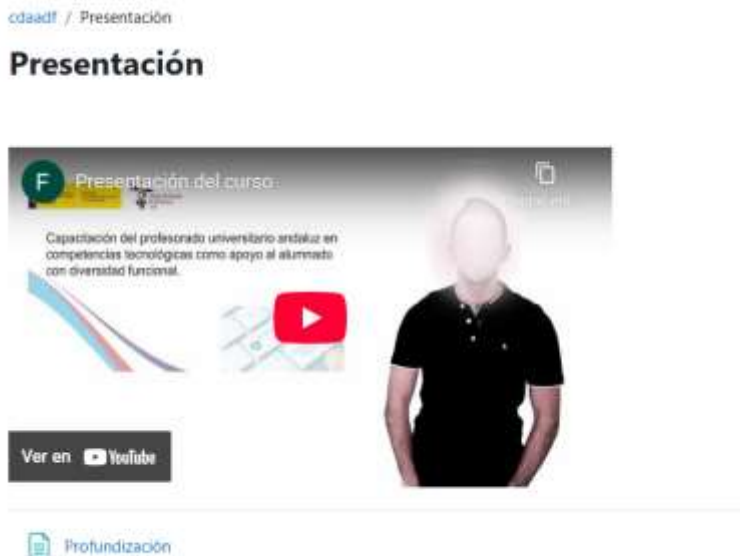 cdaadf / Presentación
Presentación
F
Presentación del curso
Capacitación del profesorado universitario andaluz en
competencias tecnológicas como apoyo al alumnado
con diversidad funcional.
Ver en YouTube
Profundización